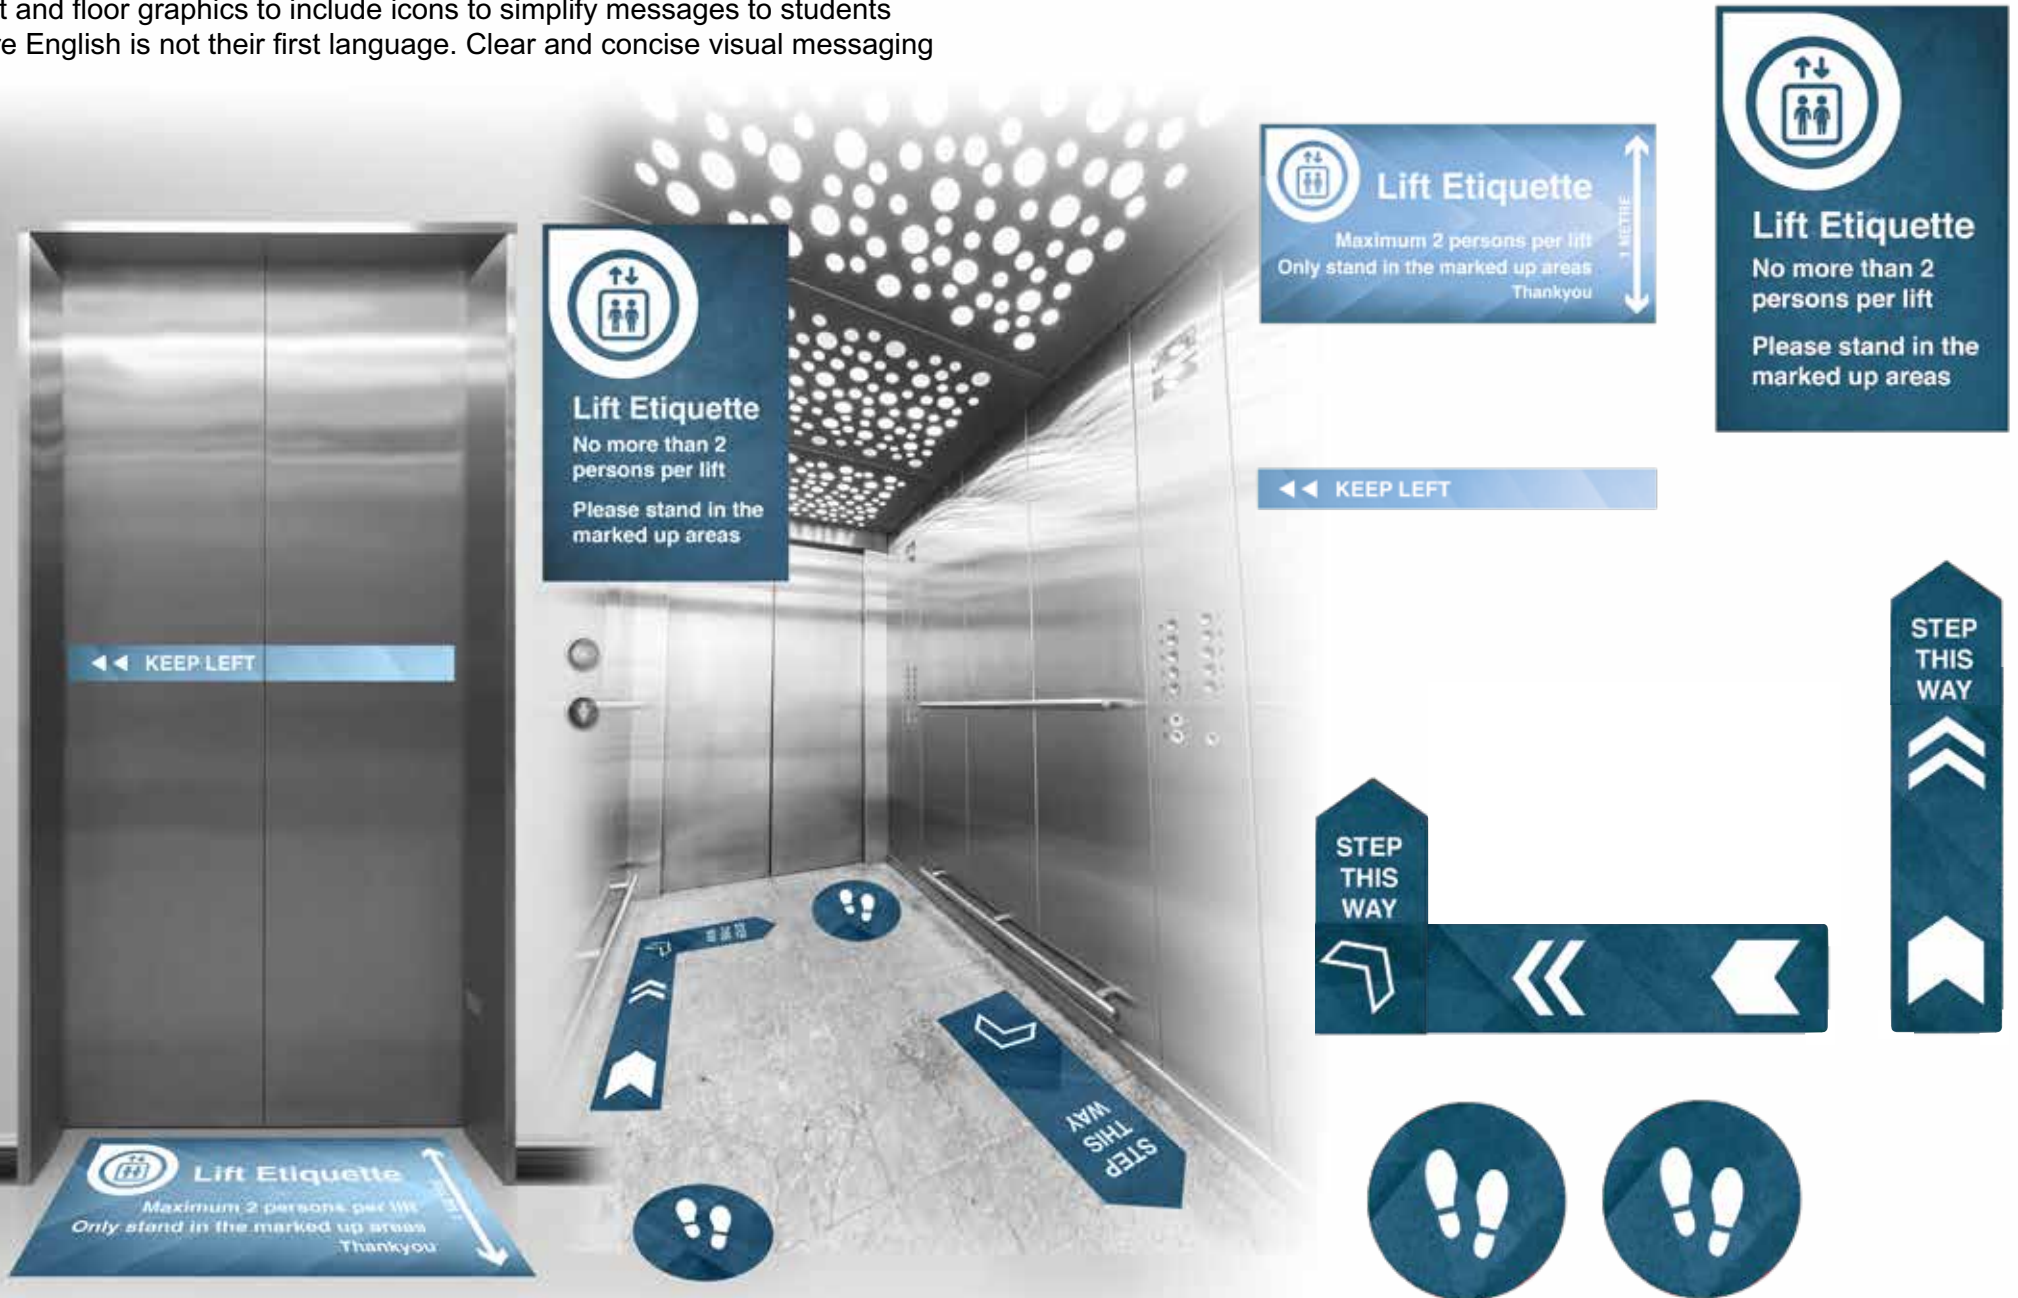 t and floor graphics to include icons to simplify messages to students
e English is not their first language. Clear and concise visual messaging
Lift Etiquette
No more than 2
persons per lift
Please stand in the
marked up areas
KEEP LEFT
Lift Etiquette
Maximum 2 persons per lift
Only stand in the marked up areas
Thankyou
STEP
THIS
WAY
Lift Etiquette
Maximum 2 persons per lift
Only stand in the marked up areas
Thankyou
1 METRE
Lift Etiquette
No more than 2
persons per lift
Please stand in the
marked up areas
KEEP LEFT
STEP
THIS
WAY
STEP
THIS
WAY